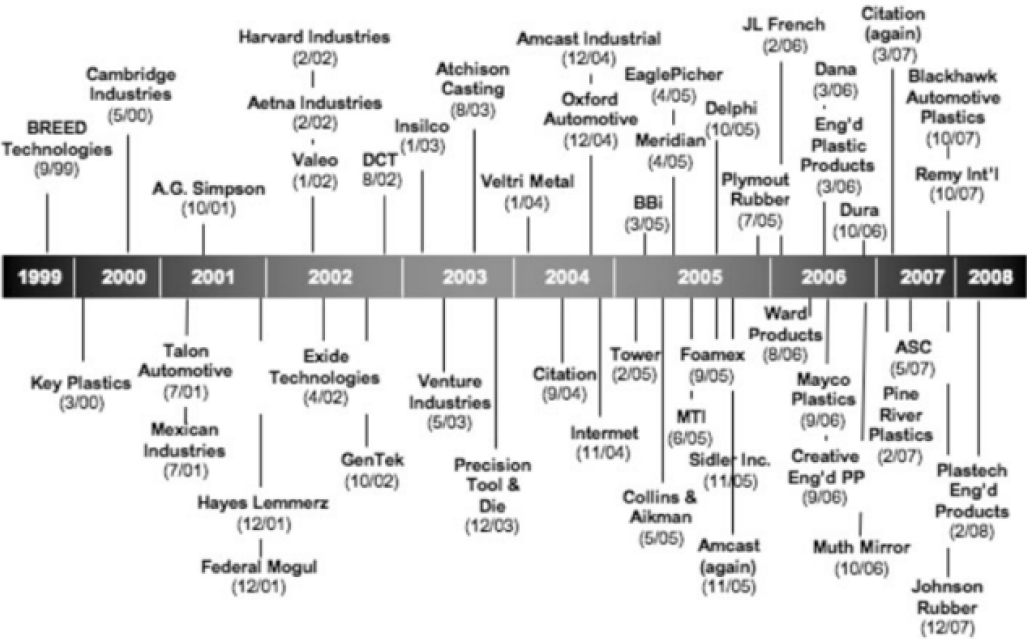 Harvard Industries
(2/02)
Aetna Industries
(2/02)
Valeo
(1/02)
Cambridge
Industries
(5/00)
BREED
Technologies
(9/99)
A.G. Simpson
(10/01)
DCT
8/02)
Insilco
(1/03)
Atchison
Casting
(8/03)
Veltri Metal
(1/04)
Amcast Industrial
(12/04)
Oxford
Automotive
(12/04)
EaglePicher
(4/05)
Meridian
(4/05)
BBi
(3/05)
Delphi
(10/05)
Plymout
Rubber
(7/05)
JL French
(2/06)
Dana
(3/06)
Eng'd
Plastic
Products
(3/06)
Dura
(10/06)
Citation
(again)
(3/07)
Blackhawk
Automotive
Plastics
(10/07)
Remy Int'l
(10/07)
1999 2000 2001 2002 2003 2004 2005 2006 2007 2008
Key Plastics
(3/00)
Talon
Automotive
(7/01)
Mexican
Industries
(7/01)
Hayes Lemmerz
(12/01)
Federal Mogul
(12/01)
Exide
Technologies
(4/02)
GenTek
(10/02)
Venture
Industries
(5/03)
Precision
Tool &
Die
(12/03)
Citation
(9/04)
Intermet
(11/04)
Tower
(2/05)
Collins &
Aikman
(5/05)
Foamex
(9/05)
MTI
(6/05)
Sidler Inc.
(11/05)
Amcast
(again)
(11/05)
Ward
Products
(8/06)
Mayco
Plastics
(9/06)
Creative
Eng'd PP
(9/06)
Muth Mirror
(10/06)
ASC
(5/07)
Pine
River
Plastics
(2/07)
Plastech
Eng'd
Products
(2/08)
Johnson
Rubber
(12/07)